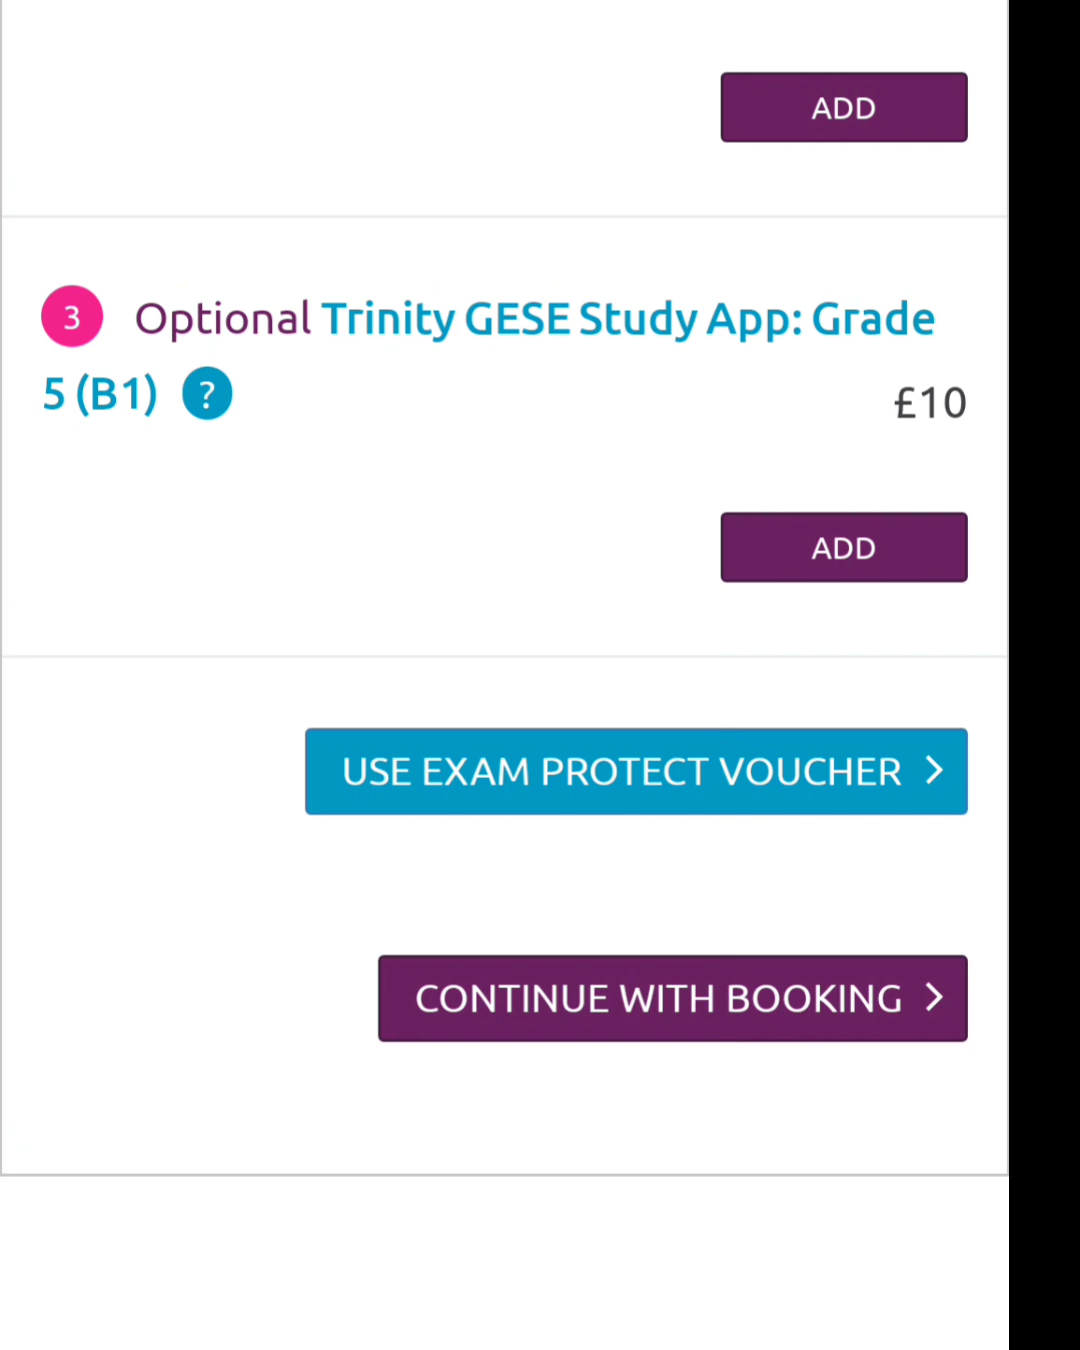 ADD
3 Optional Trinity GESE Study App: Grade
5 (B1) ?
£10
ADD
USE EXAM PROTECT VOUCHER >
CONTINUE WITH BOOKING >